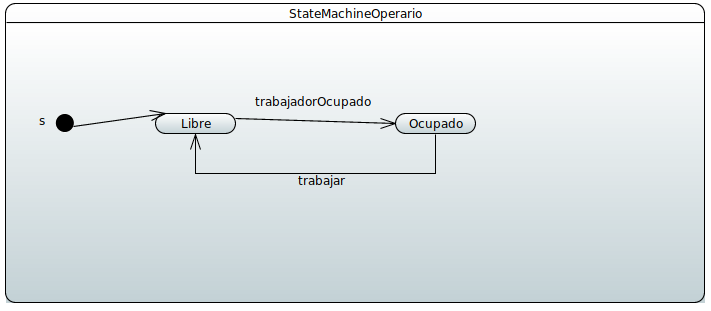 StateMachineOperario
trabajadorOcupado
s
Libre
Ocupado
trabajar